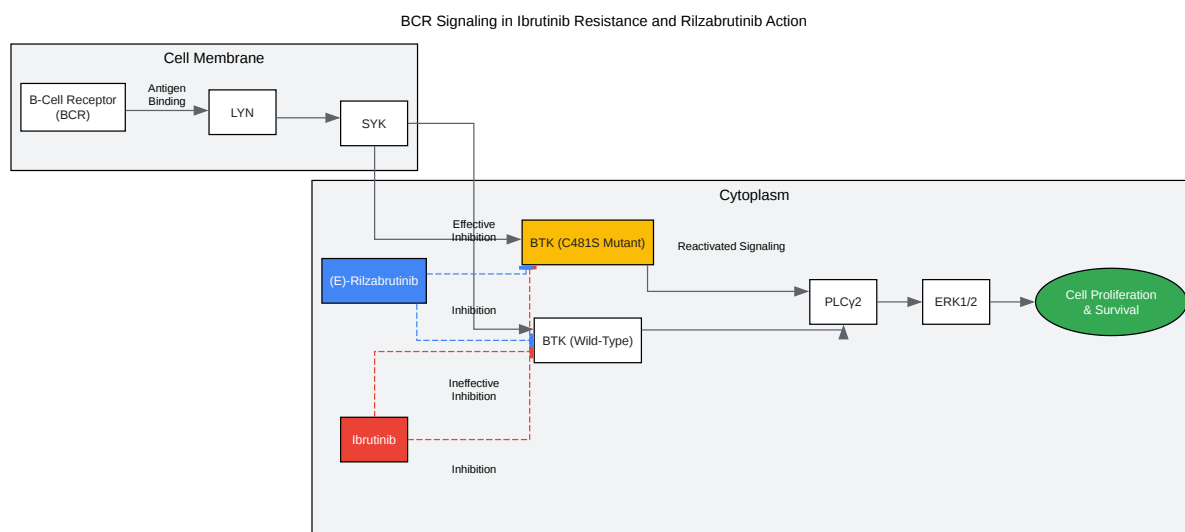 BCR Signaling in Ibrutinib Resistance and Rilzabrutinib Action
Cell Membrane
B-Cell Receptor
(BCR)
Antigen
Binding
LYN
SYK
Cytoplasm
Effective
Inhibition
BTK (C481S Mutant)
Reactivated Signaling
(E)-Rilzabrutinib
Inhibition
BTK (Wild-Type)
PLCγ2
ERK1/2
Cell Proliferation
& Survival
Ineffective
Inhibition
Ibrutinib
Inhibition